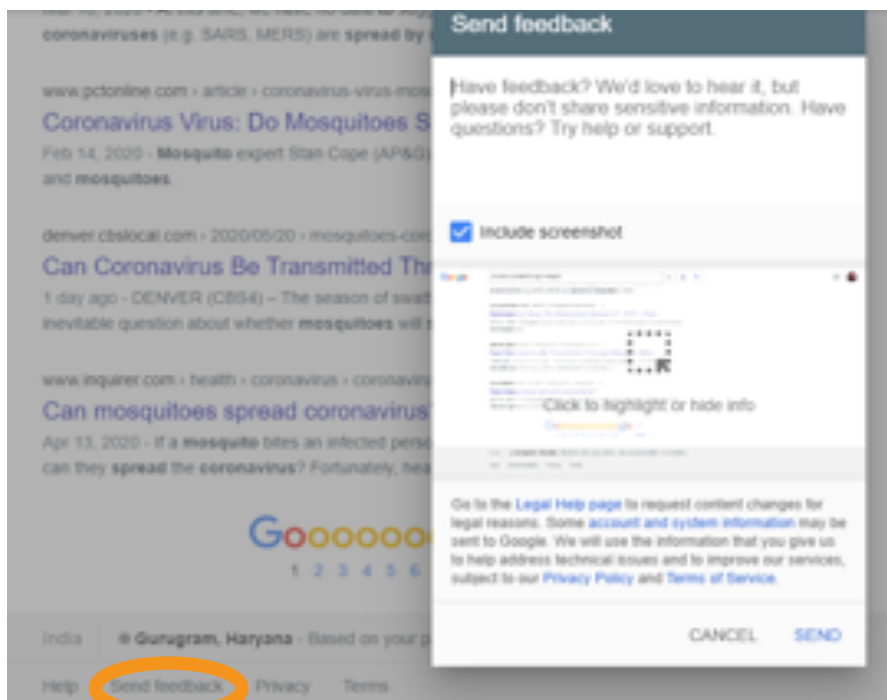 coronaviruses (e.g. SARS, MERS) are spread by
www.pctonline.com › article › coronavirus-virus-mos
Coronavirus Virus: Do Mosquitoes S
Feb 14, 2020 - Mosquito expert Stan Cope (AP&G)
and mosquitoes.
denver.cbslocal.com › 2020/05/20 › mosquitoes-coro
Can Coronavirus Be Transmitted Thr
1 day ago - DENVER (CBS4) – The season of swatt
inevitable question about whether mosquitoes will s
www.inquirer.com › health › coronavirus › coronaviru
Can mosquitoes spread coronavirus?
Apr 13, 2020 - If a mosquito bites an infected perso
can they spread the coronavirus? Fortunately, hea
Gooooooo
1 2 3 4 5 6
India Gurugram, Haryana - Based on your p
Help Send feedback Privacy Terms
Send feedback
Have feedback? We'd love to hear it, but
please don't share sensitive information. Have
questions? Try help or support.
Include screenshot
Google
Click to highlight or hide info
Go to the Legal Help page to request content changes for
legal reasons. Some account and system information may be
sent to Google. We will use the information that you give us
to help address technical issues and to improve our services,
subject to our Privacy Policy and Terms of Service.
CANCEL SEND